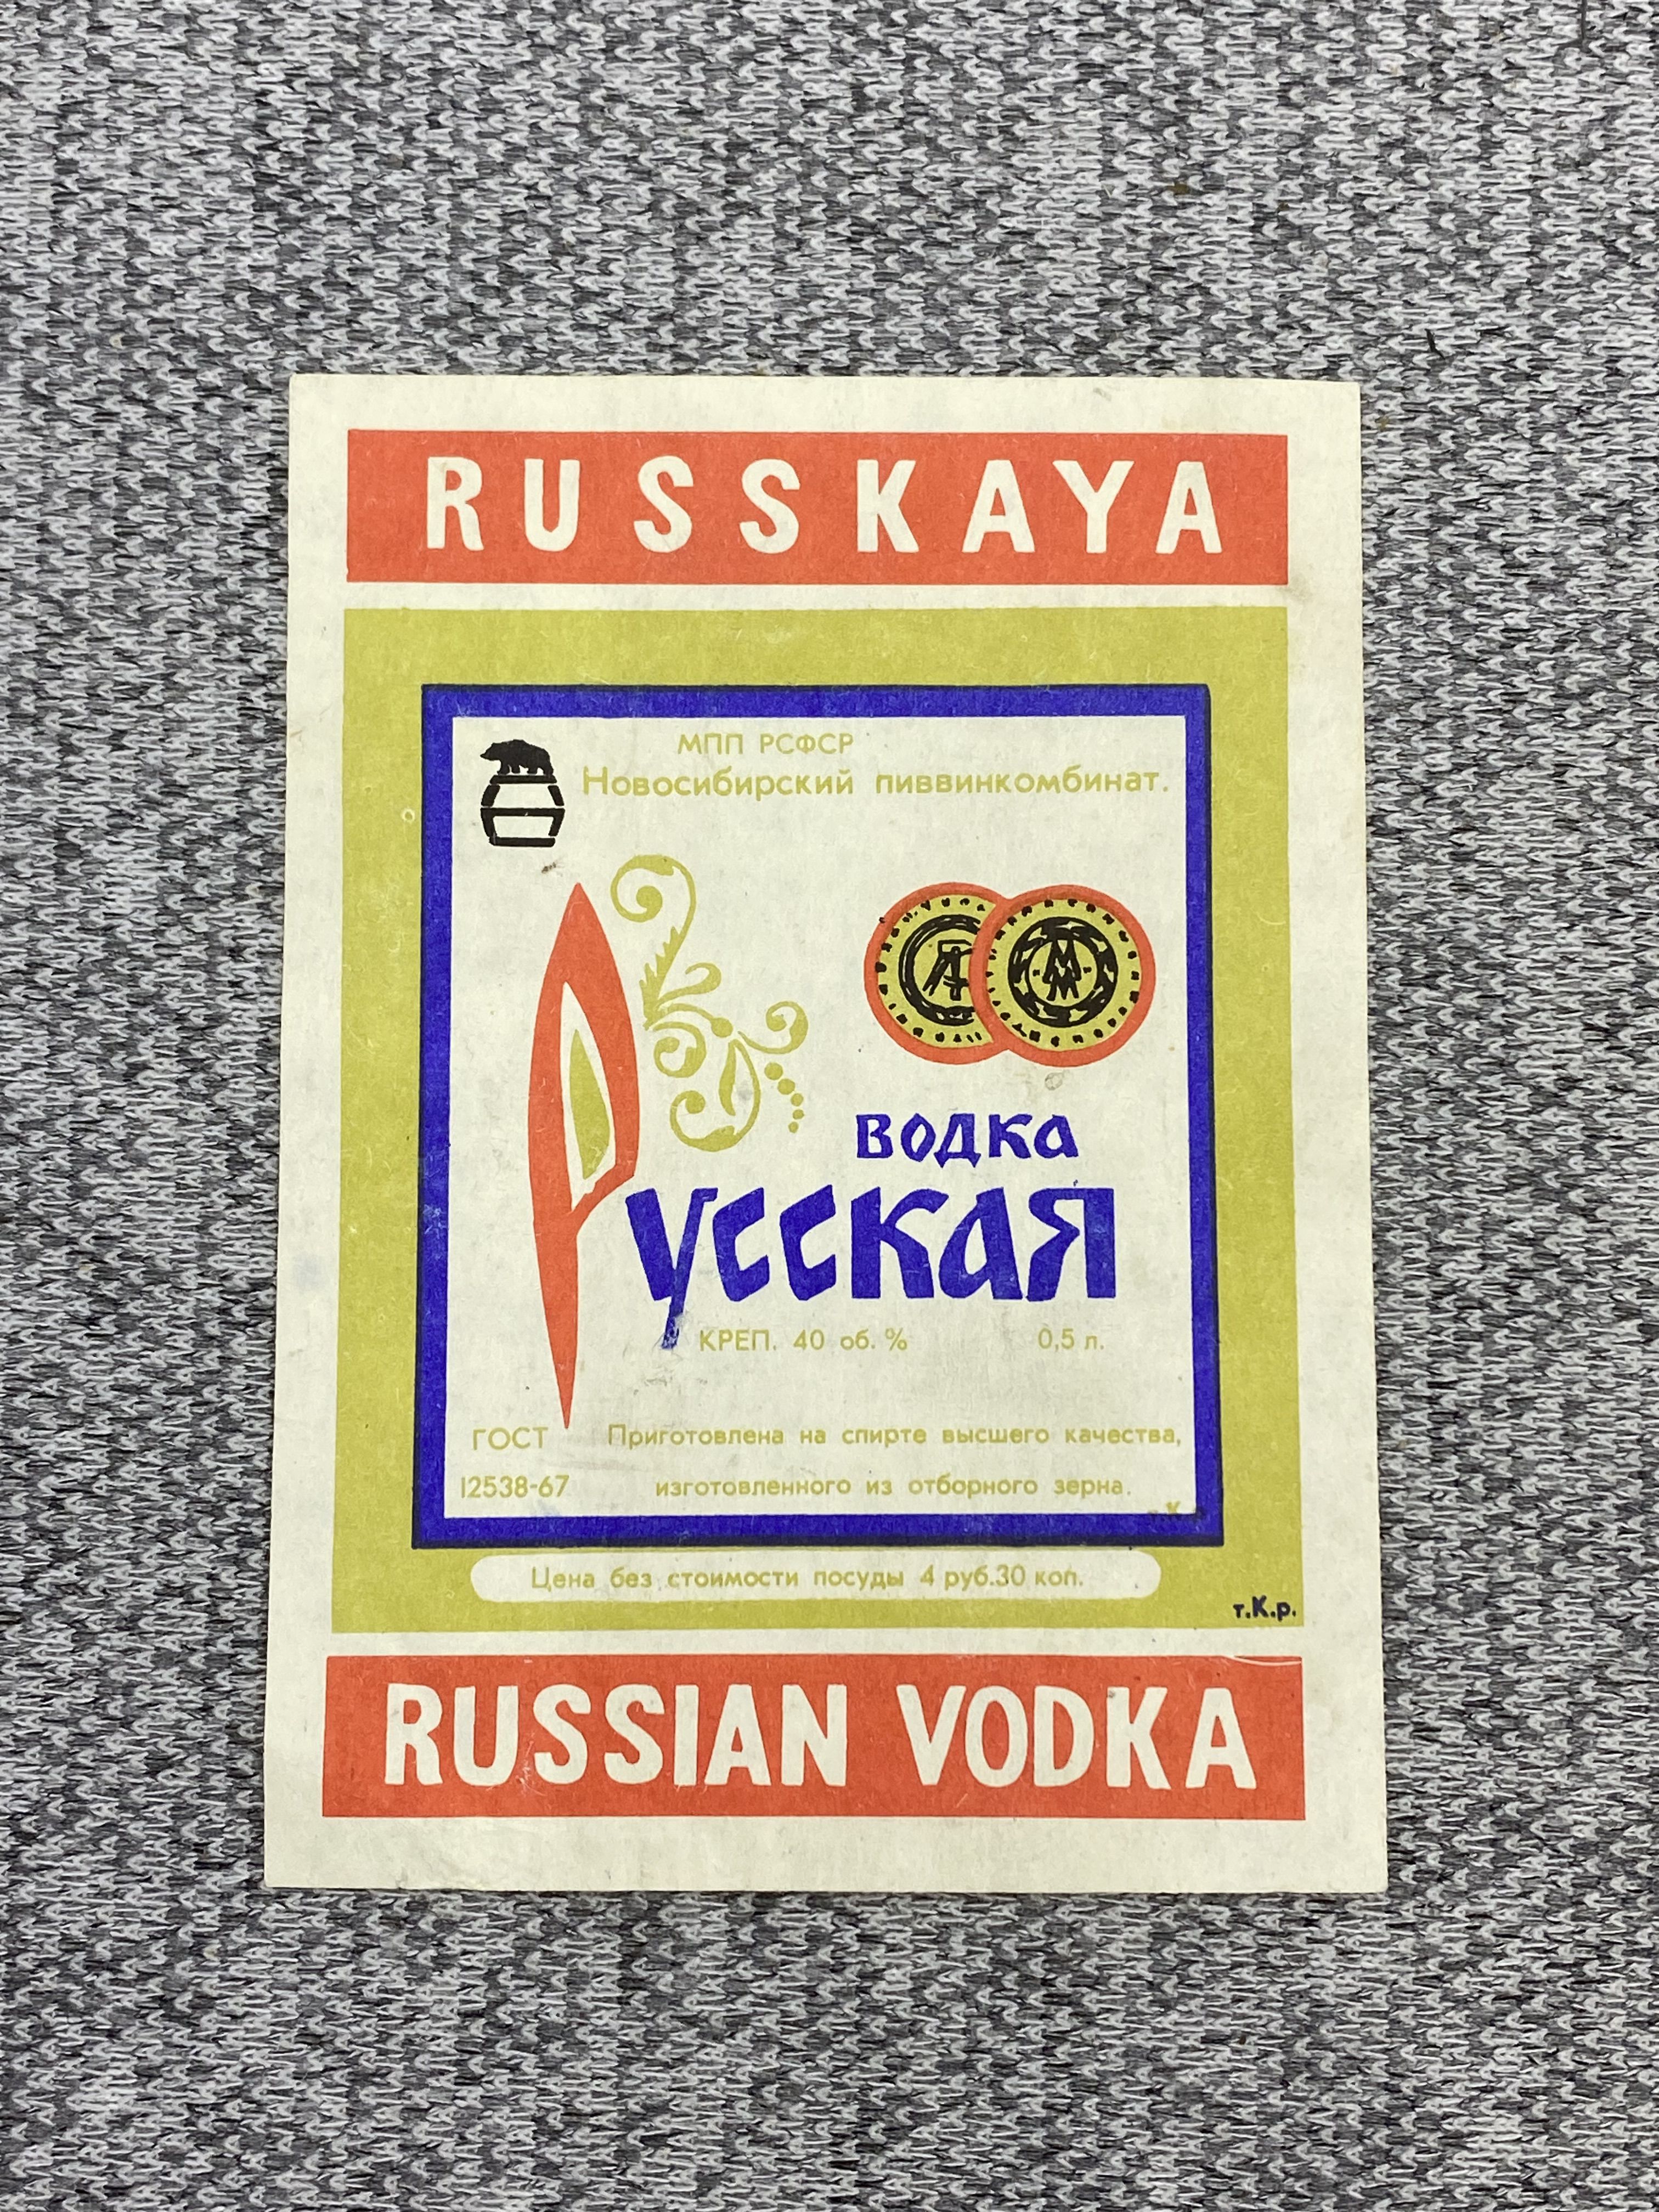 RUSSKAYA
МПП РСФСР
Новосибирский пиввинкомбинат.
ВОДКА
РУССКАЯ
КРЕП. 40 об.% 0,5 л.
ГОСТ Приготовлена на спирте высшего качества,
12538-67 изготовленного из отборного зерна.
Цена без стоимости посуды 4 руб.30 коп.
т.К.р.
RUSSIAN VODKA